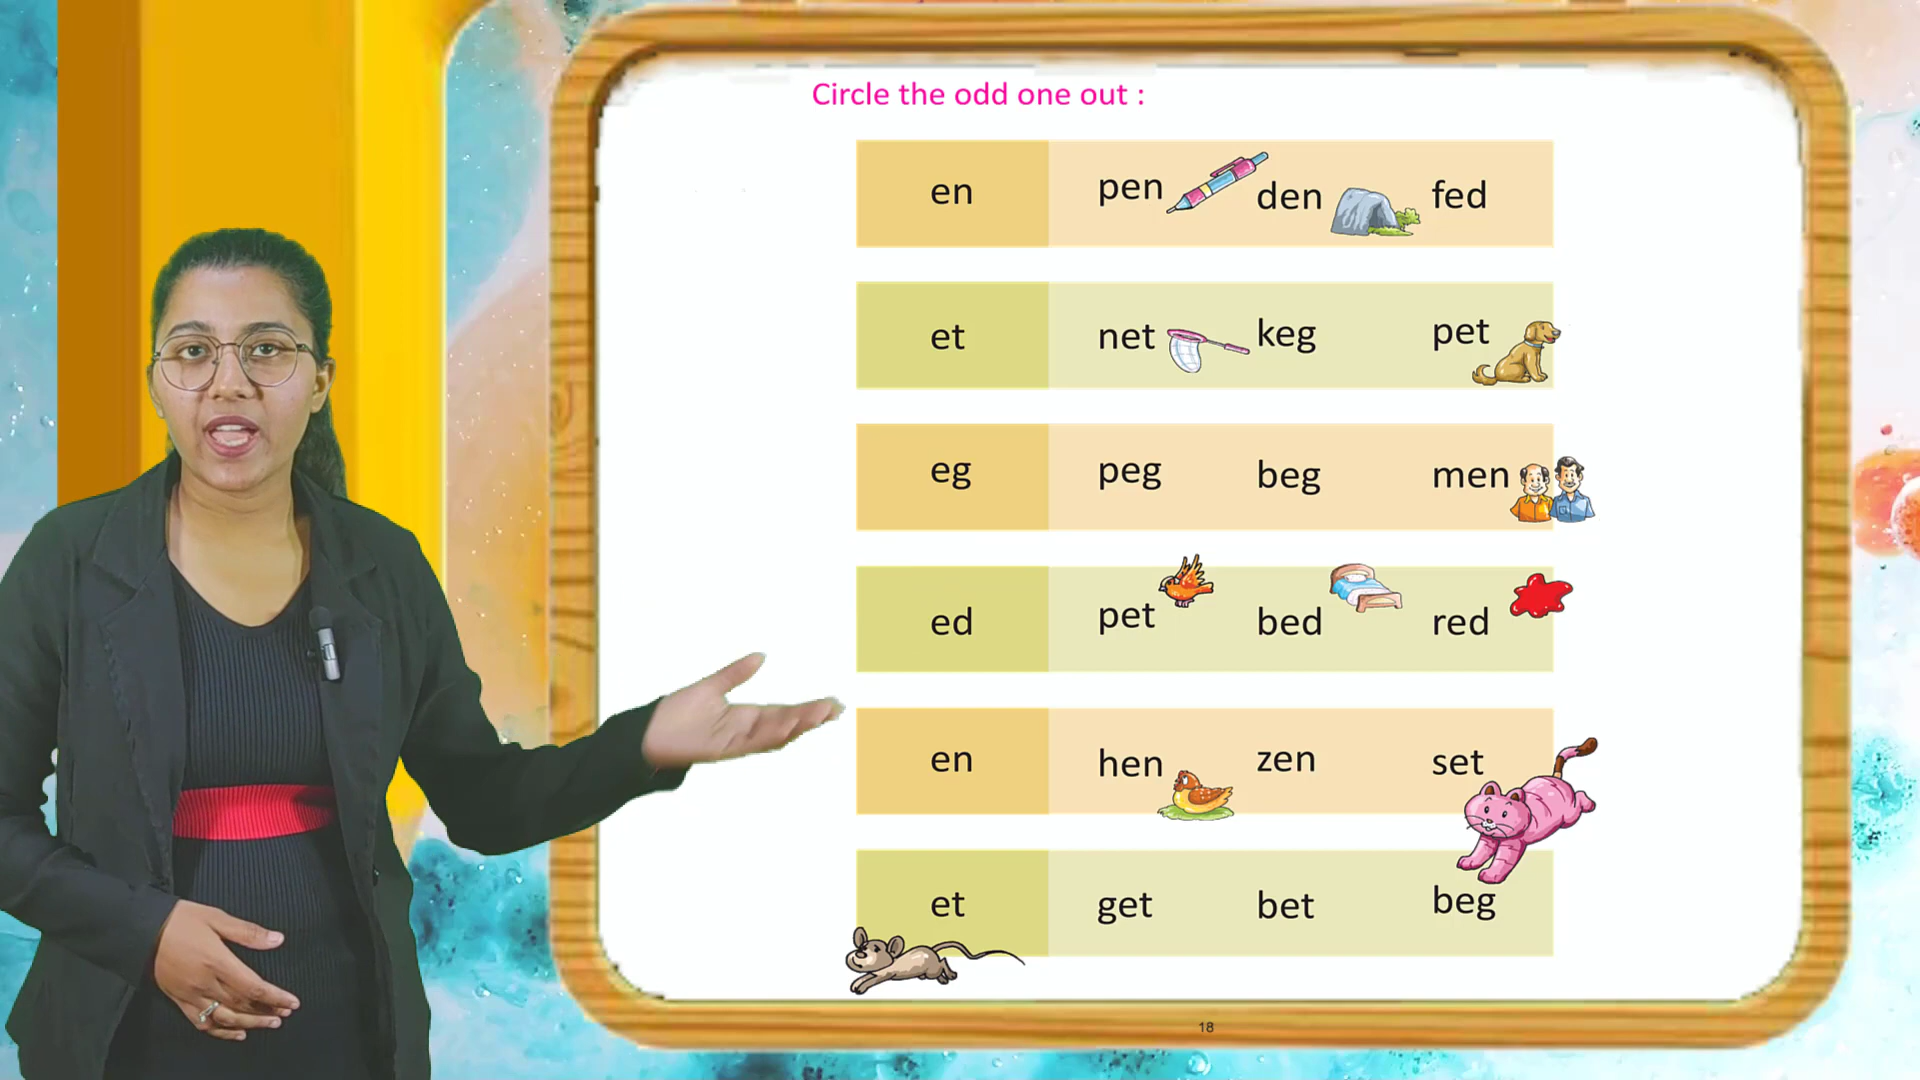 Circle the odd one out :
en pen den fed
et net keg pet
eg peg beg men
ed pet bed red
en hen zen set
et get bet beg
18